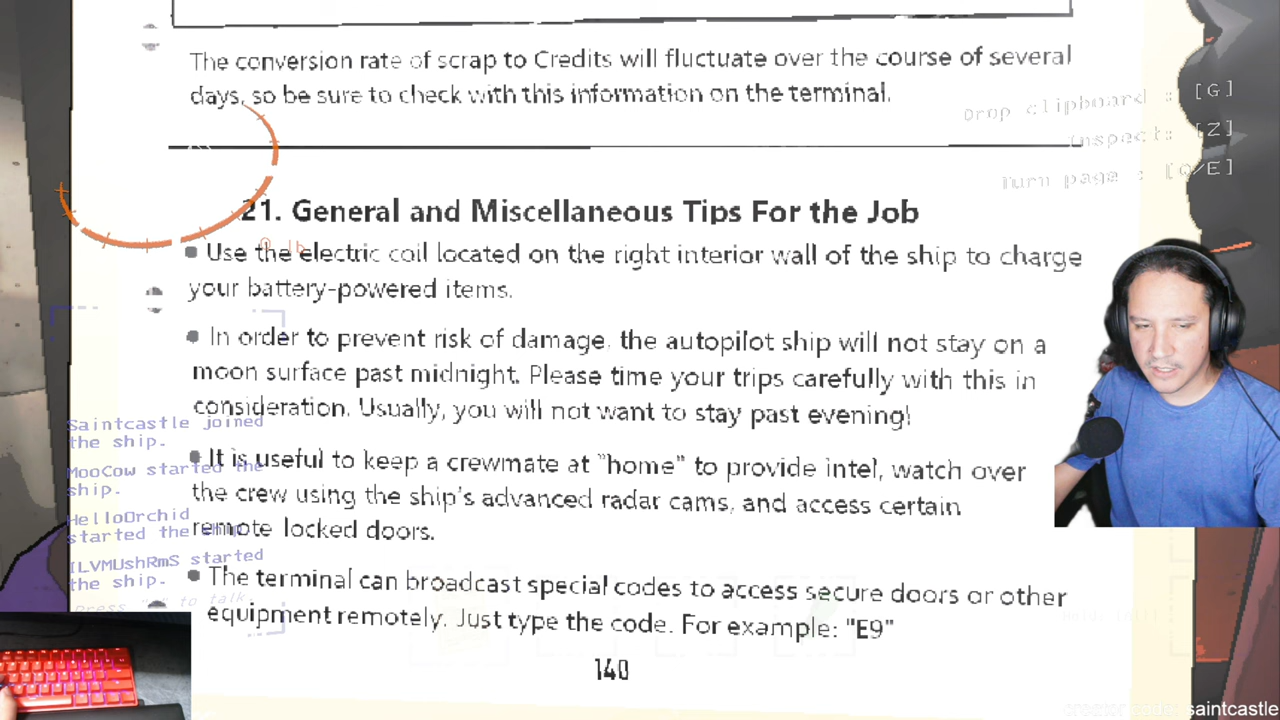 The conversion rate of scrap to Credits will fluctuate over the course of several
days, so be sure to check with this information on the terminal.
Drop clipboard : [G]
Inspect: [Z]
Turn page : [Q/E]
21. General and Miscellaneous Tips For the Job
0 lb
• Use the electric coil located on the right interior wall of the ship to charge
your battery-powered items.
• In order to prevent risk of damage, the autopilot ship will not stay on a
moon surface past midnight. Please time your trips carefully with this in
consideration. Usually, you will not want to stay past evening!
• It is useful to keep a crewmate at "home" to provide intel, watch over
the crew using the ship's advanced radar cams, and access certain
remote locked doors.
• The terminal can broadcast special codes to access secure doors or other
equipment remotely. Just type the code. For example: "E9"
140
Saintcastle joined
the ship.
MooCow started the
ship.
HelloOrchid
started the ship.
ILVMUshRmS started
the ship.
Press "/" to talk.
creator code: saintcastle